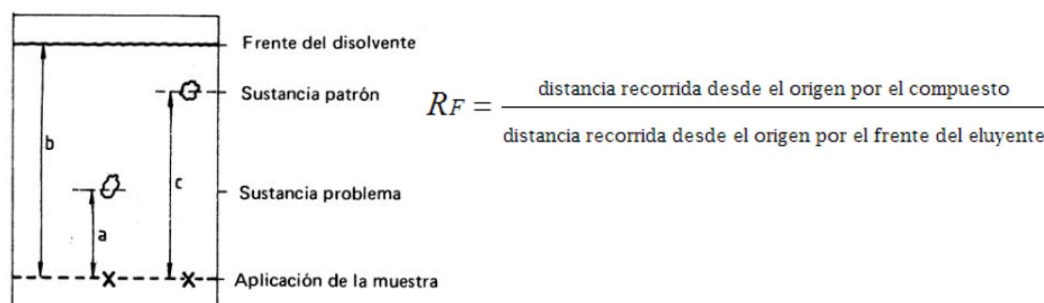 Frente del disolvente
Sustancia patrón
b
c
Sustancia problema
a
X X
Aplicación de la muestra
RF = distancia recorrida desde el origen por el compuesto
distancia recorrida desde el origen por el frente del eluyente